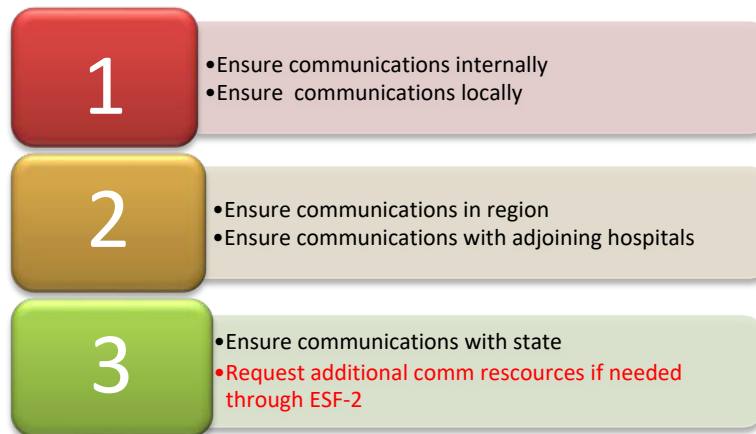 1
•Ensure communications internally
•Ensure  communications locally
2
•Ensure communications in region
•Ensure communications with adjoining hospitals
3
•Ensure communications with state
•Request additional comm rescources if needed
through ESF-2